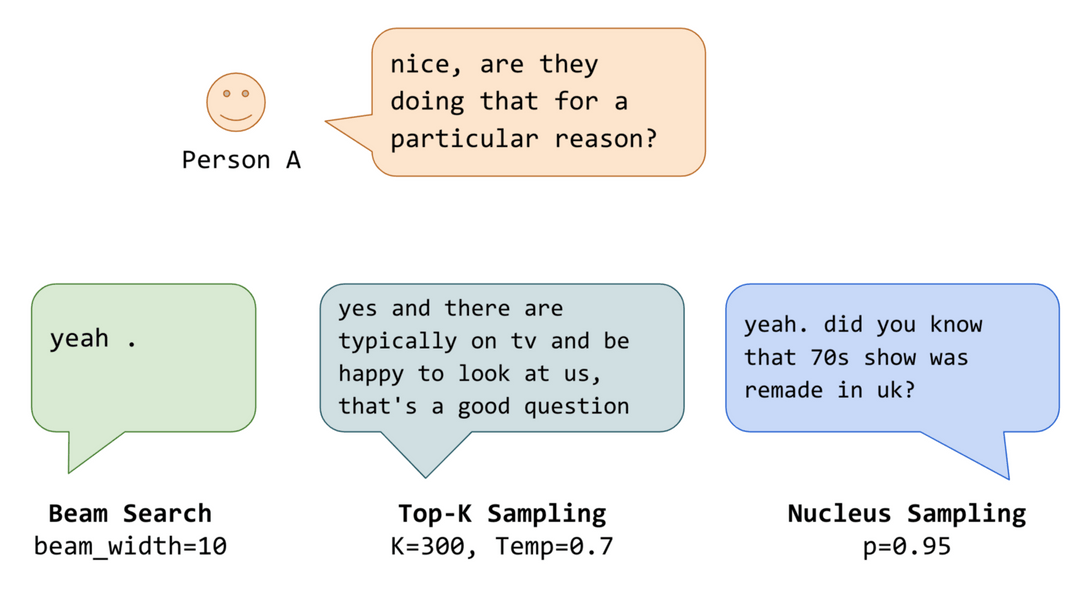 nice, are they
doing that for a
particular reason?
Person A
yeah .
yes and there are
typically on tv and be
happy to look at us,
that's a good question
yeah. did you know
that 70s show was
remade in uk?
Beam Search
beam_width=10
Top-K Sampling
K=300, Temp=0.7
Nucleus Sampling
p=0.95